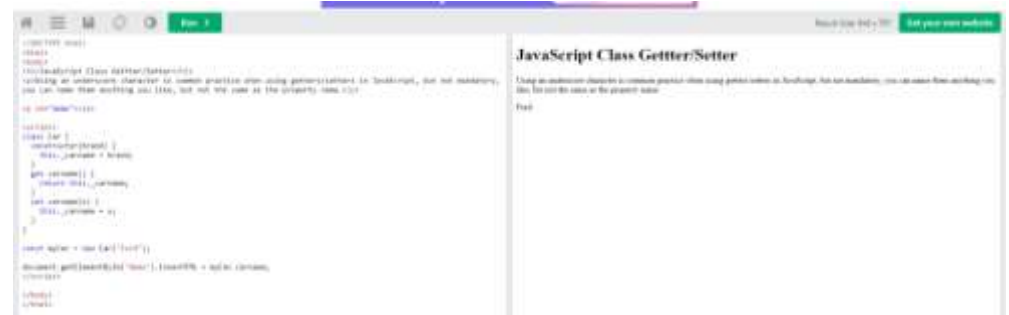 Run
Result Size:
Get your own website
<!DOCTYPE html>
<html>
<body>
<h1>JavaScript Class Gettter/Setter</h1>
<p>Using an underscore character is common practice when using getters/setters in JavaScript, but not mandatory,
you can name them anything you like, but not the same as the property name.</p>
<p id="demo"></p>
<script>
class Car {
constructor(brand) {
this._carname = brand;
}
get carname() {
return this._carname;
}
set carname(x) {
this._carname = x;
}
}
const myCar = new Car("Ford");
document.getElementById("demo").innerHTML = myCar.carname;
</script>
</body>
</html>
JavaScript Class Gettter/Setter
Using an underscore character is common practice when using getters/setters in JavaScript, but not mandatory, you can name them anything you
like, but not the same as the property name.
Ford